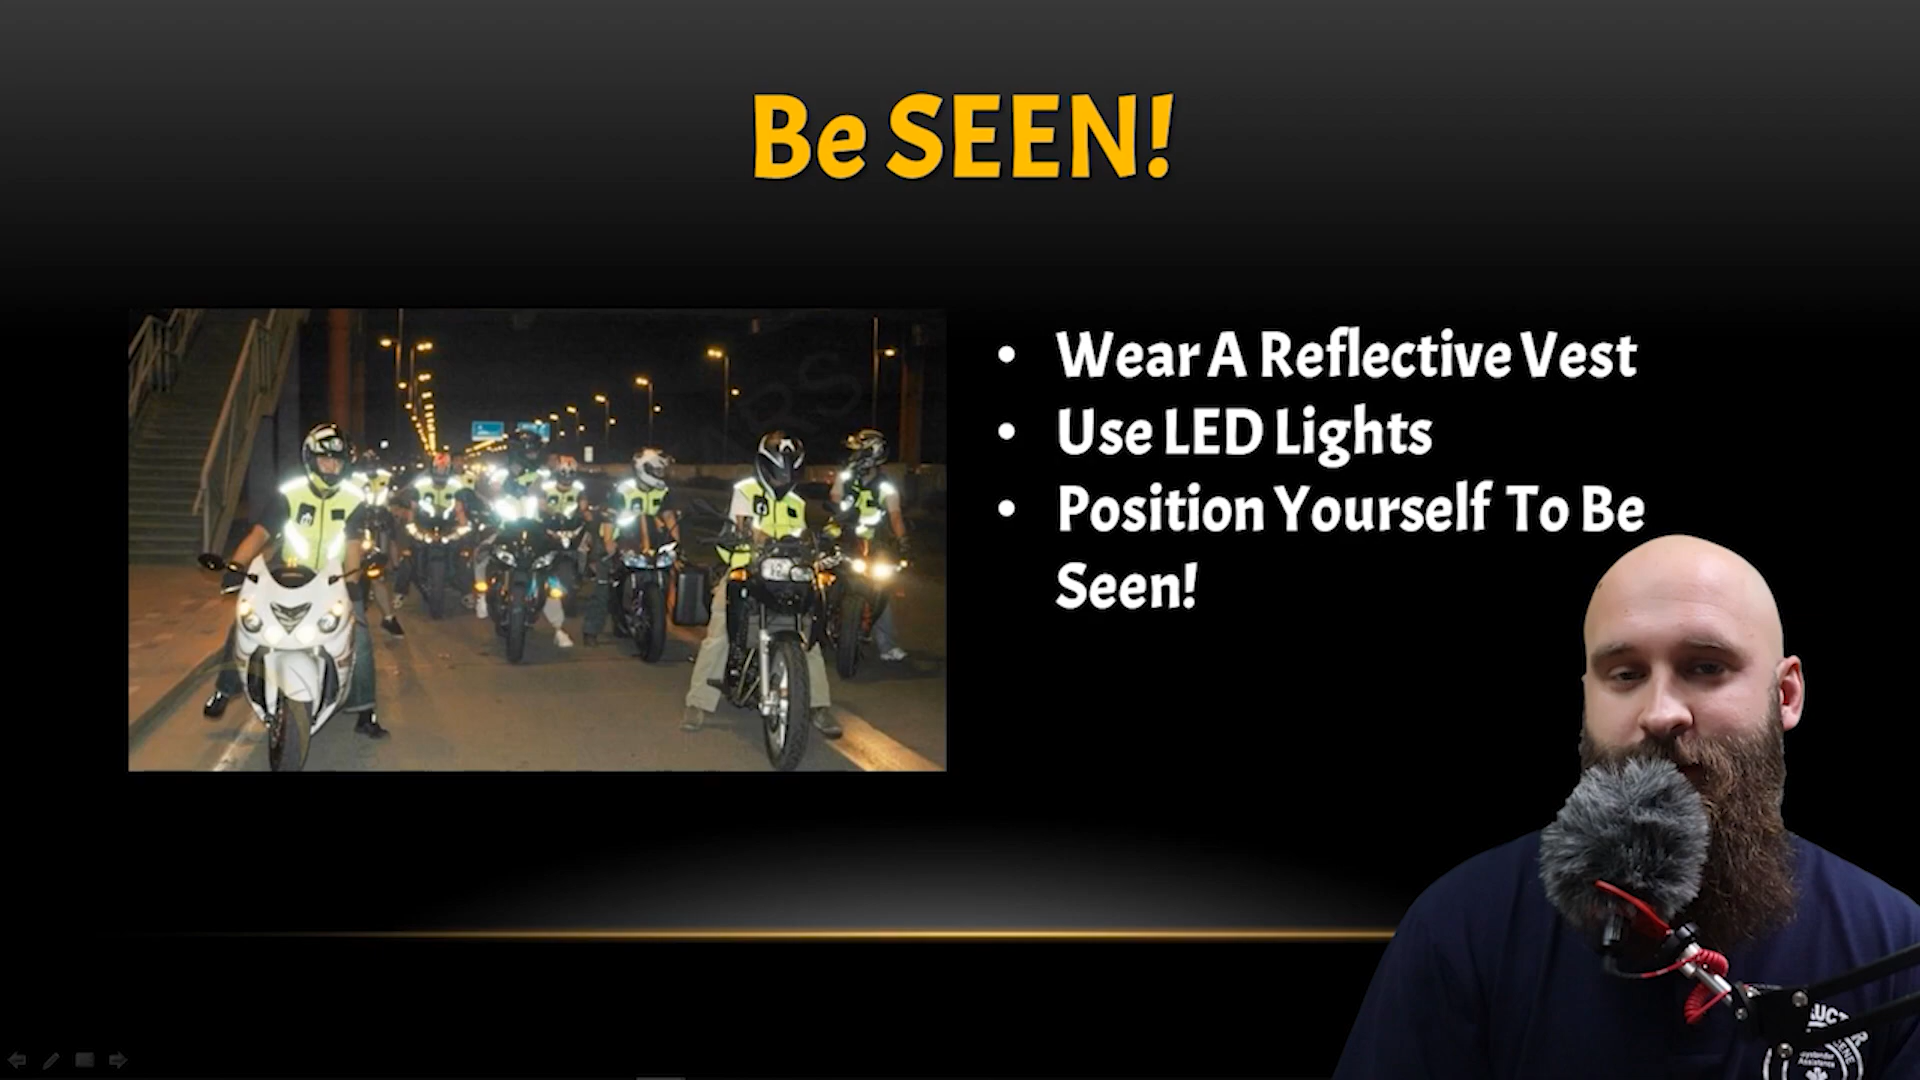 Be SEEN!
• Wear A Reflective Vest
• Use LED Lights
• Position Yourself To Be
Seen!